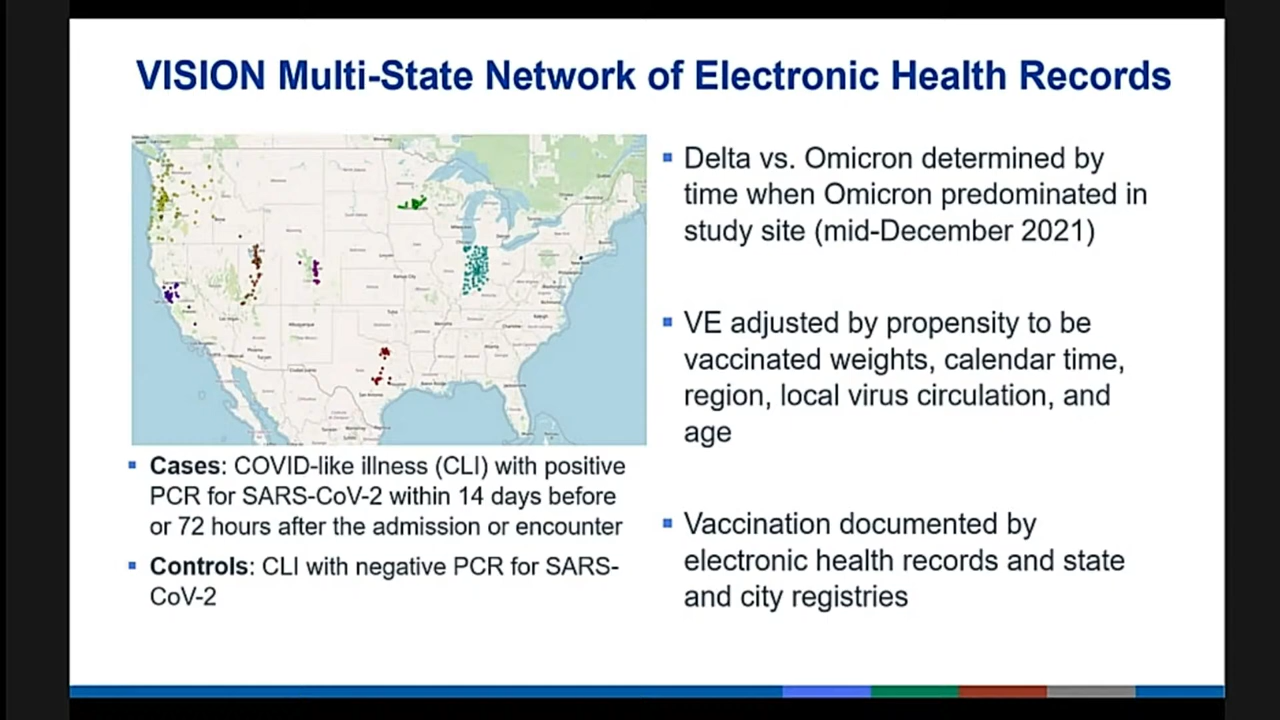 VISION Multi-State Network of Electronic Health Records
Cases: COVID-like illness (CLI) with positive
PCR for SARS-CoV-2 within 14 days before
or 72 hours after the admission or encounter
Controls: CLI with negative PCR for SARS-
CoV-2
Delta vs. Omicron determined by
time when Omicron predominated in
study site (mid-December 2021)
VE adjusted by propensity to be
vaccinated weights, calendar time,
region, local virus circulation, and
age
Vaccination documented by
electronic health records and state
and city registries